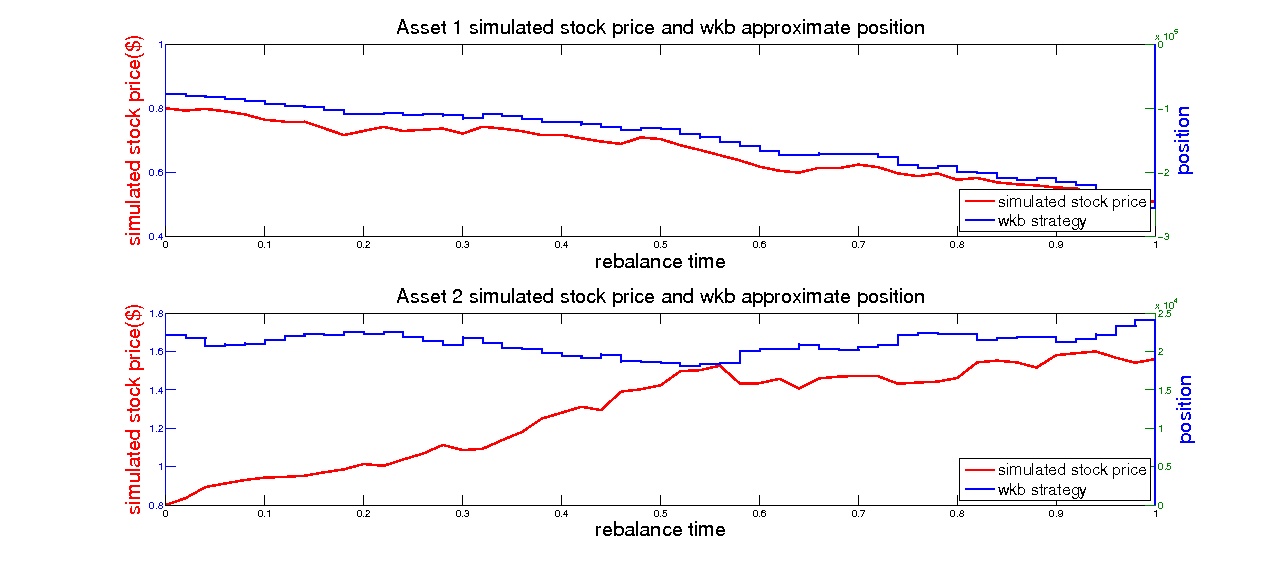 Asset 1 simulated stock price and wkb approximate position
x 10
simulated stock price($)
1
0.8
0.6
0.4
0
-1
-2
-3
position
simulated stock price
wkb strategy
0 0.1 0.2 0.3 0.4 0.5 0.6 0.7 0.8 0.9 1
rebalance time
Asset 2 simulated stock price and wkb approximate position
x 10⁴
simulated stock price($)
1.8
1.6
1.4
1.2
1
0.8
2.5
2
1.5
1
0.5
0
position
simulated stock price
wkb strategy
0 0.1 0.2 0.3 0.4 0.5 0.6 0.7 0.8 0.9 1
rebalance time